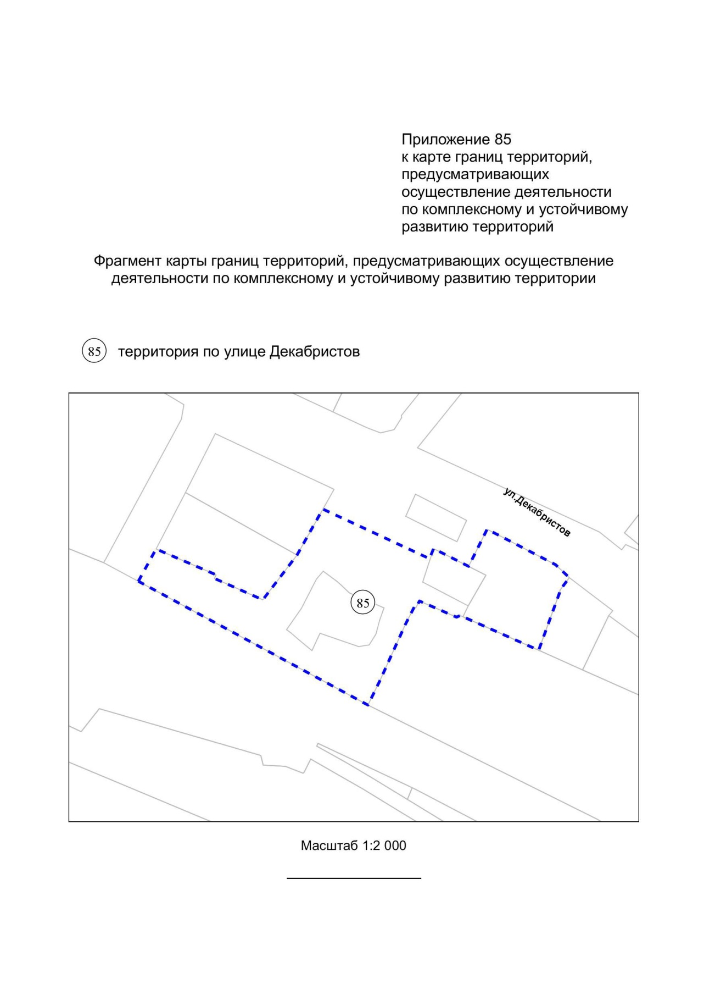 Приложение 85
к карте границ территорий,
предусматривающих
осуществление деятельности
по комплексному и устойчивому
развитию территорий
Фрагмент карты границ территорий, предусматривающих осуществление
деятельности по комплексному и устойчивому развитию территории
85 территория по улице Декабристов
ул.Декабристов
85
Масштаб 1:2 000